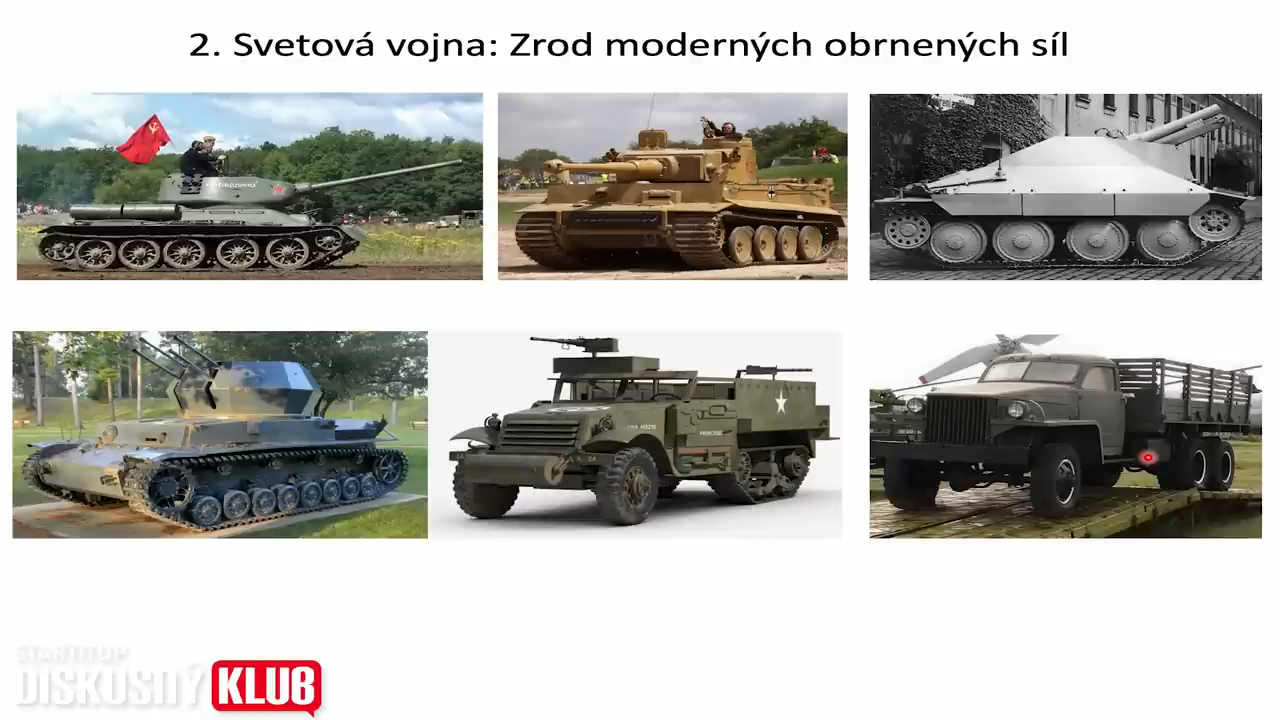 2. Svetová vojna: Zrod moderných obrnených síl
STARTITUP
DISKUSNÝ KLUB